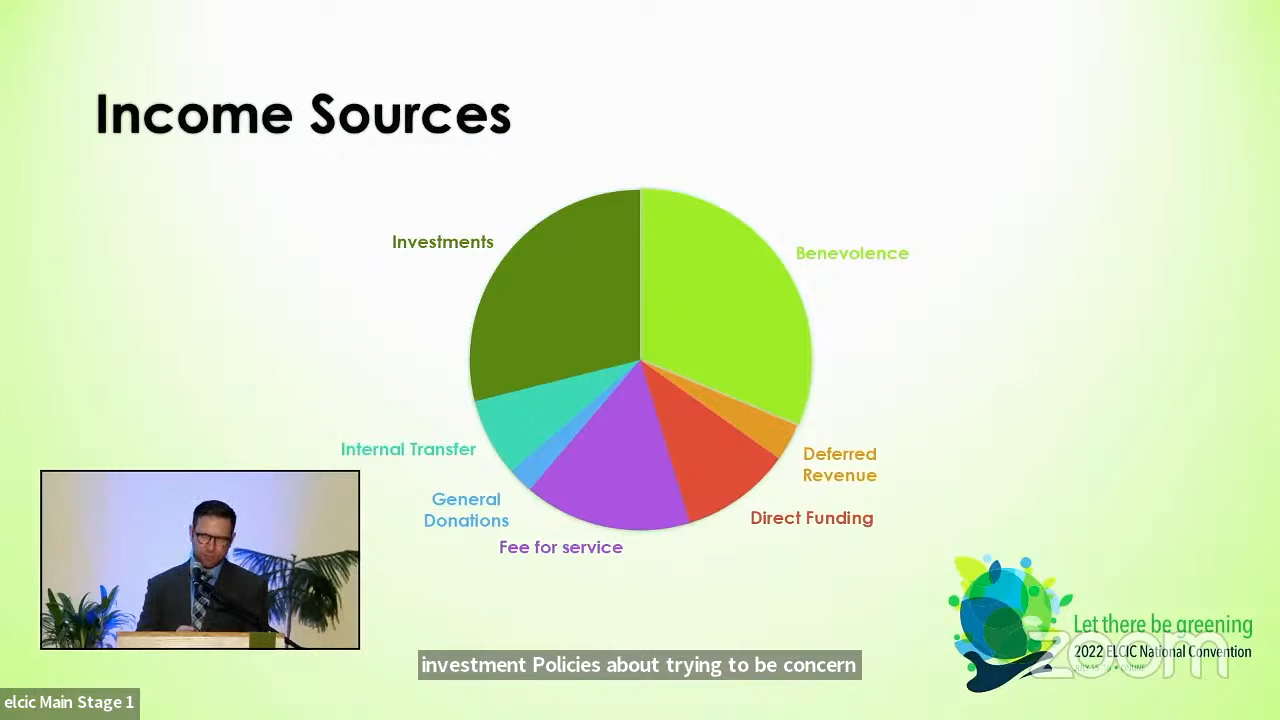 Income Sources
Investments
Benevolence
Internal Transfer
Deferred
Revenue
General
Donations
Direct Funding
Fee for service
Let there be greening
zoom
2022 ELCIC National Convention
investment Policies about trying to be concern
elcic Main Stage 1